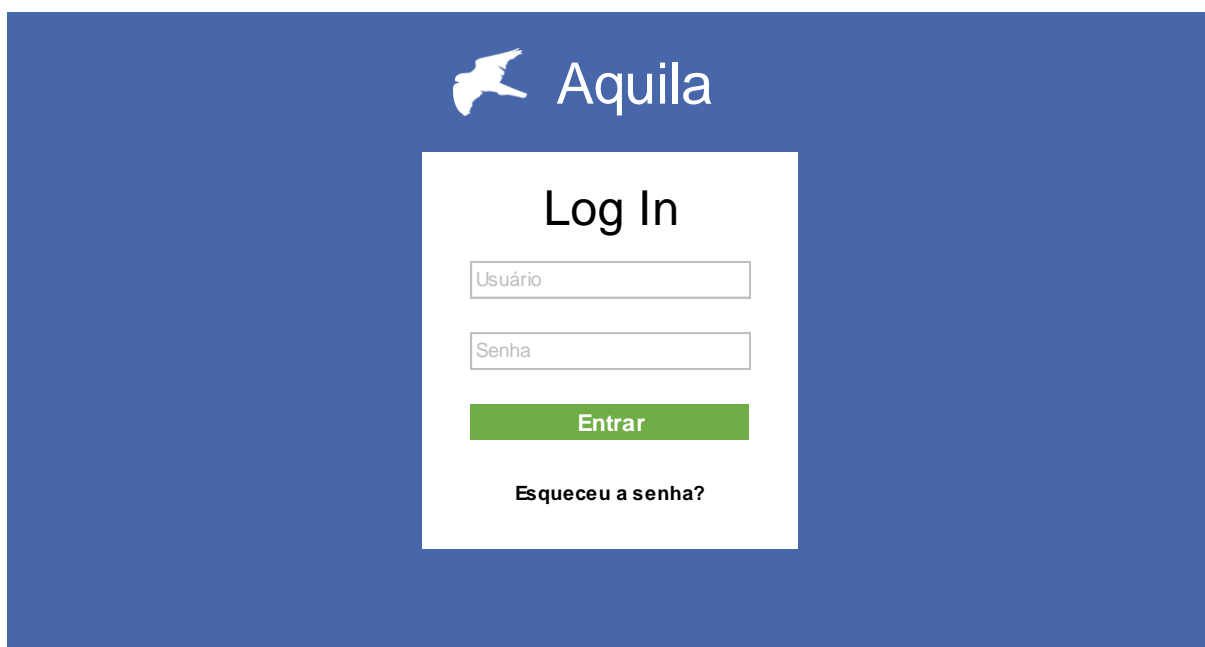 Aquila
Log In
Usuário
Senha
Entrar
Esqueceu a senha?